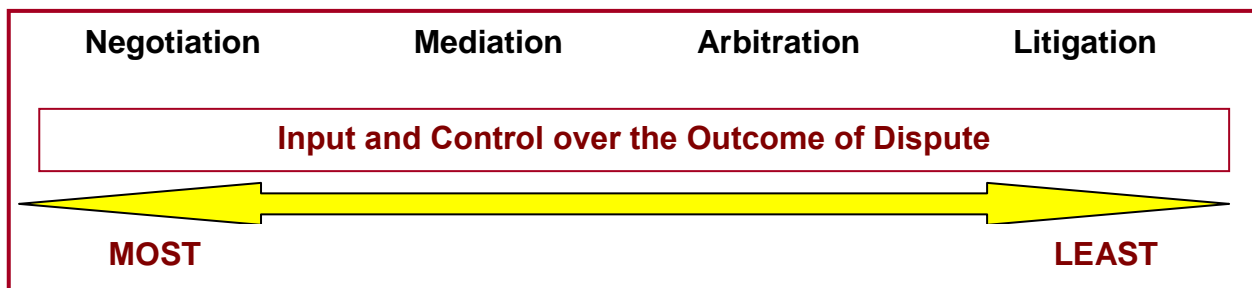 Negotiation Mediation Arbitration Litigation
Input and Control over the Outcome of Dispute
MOST LEAST